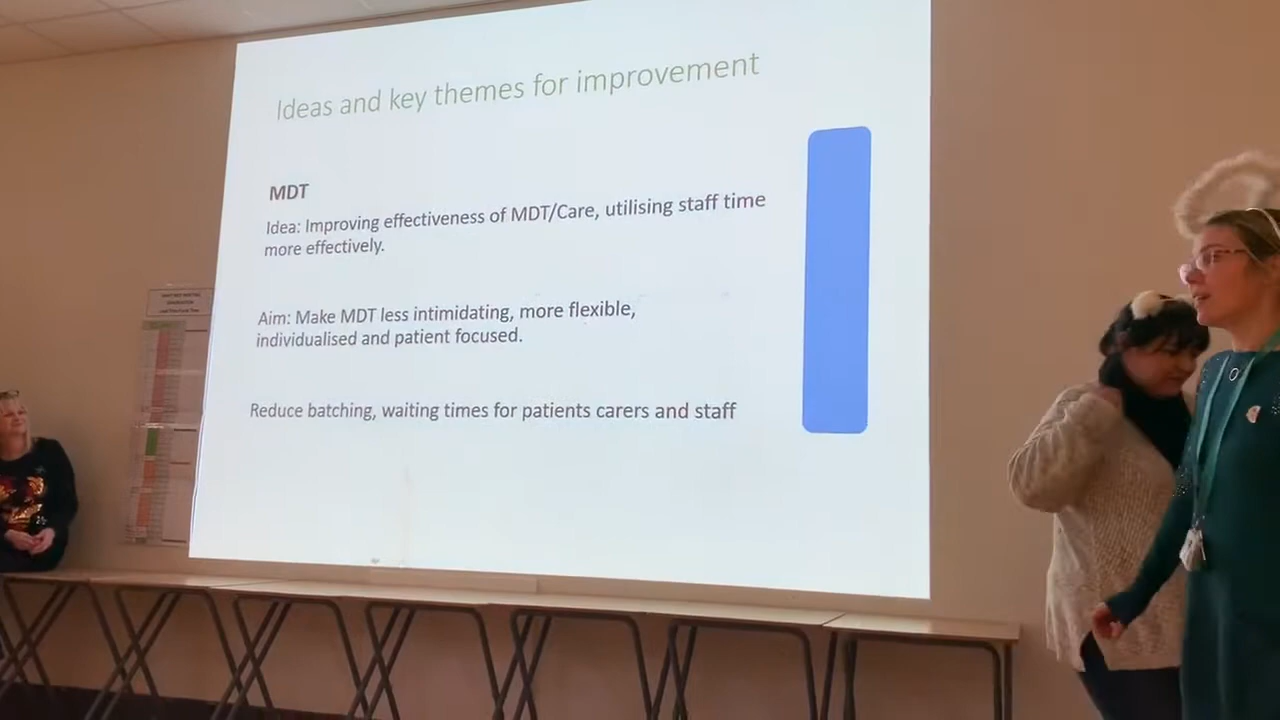 Ideas and key themes for improvement
MDT
Idea: Improving effectiveness of MDT/Care, utilising staff time
more effectively.
Aim: Make MDT less intimidating, more flexible,
individualised and patient focused.
Reduce batching, waiting times for patients carers and staff